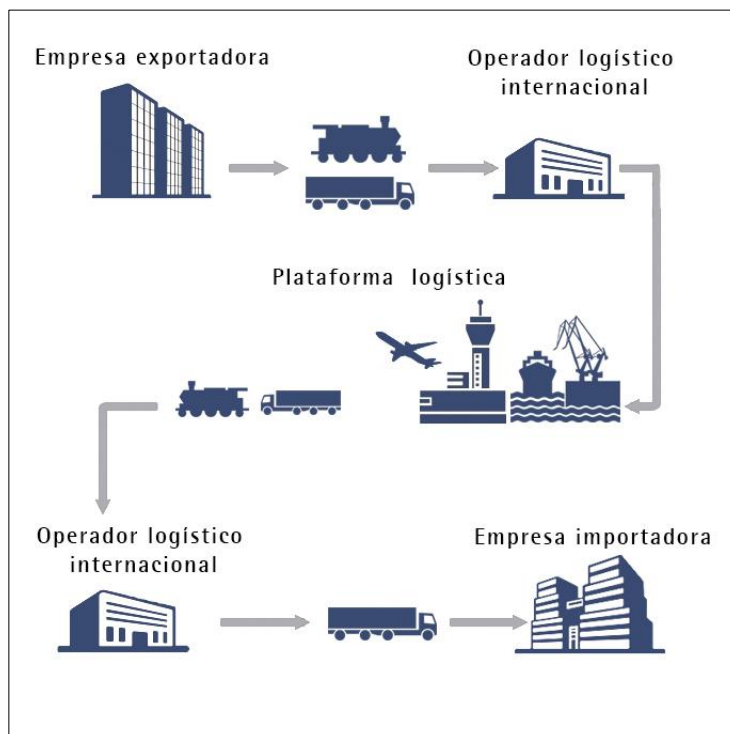 Empresa exportadora
Operador logístico
internacional
Plataforma logística
Operador logístico
internacional
Empresa importadora